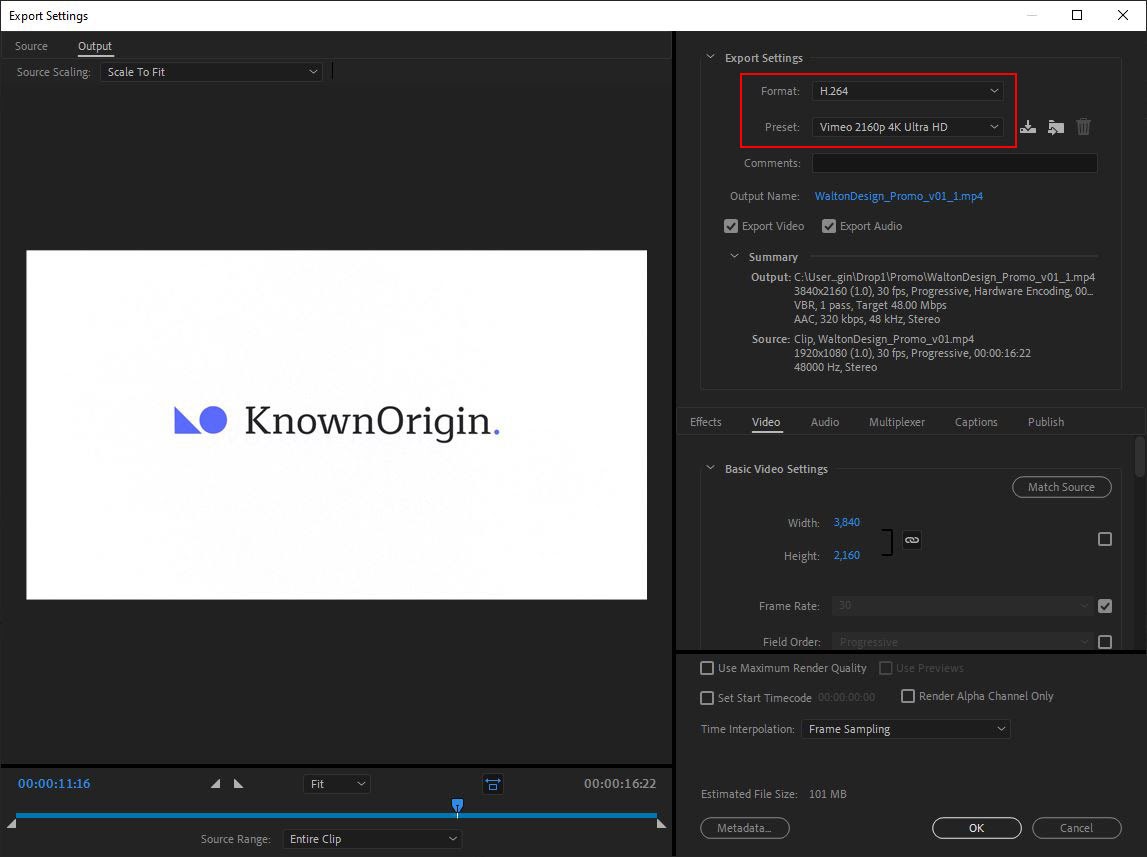 Export Settings
Source Output
Source Scaling: Scale To Fit
KnownOrigin.
00:00:11:16 Fit 00:00:16:22
Source Range: Entire Clip
Export Settings
Format: H.264
Preset: Vimeo 2160p 4K Ultra HD
Comments:
Output Name: WaltonDesign_Promo_v01_1.mp4
Export Video Export Audio
Summary
Output: C:\User...gin\Drop1\Promo\WaltonDesign_Promo_v01_1.mp4
3840x2160 (1.0), 30 fps, Progressive, Hardware Encoding, 00...
VBR, 1 pass, Target 48.00 Mbps
AAC, 320 kbps, 48 kHz, Stereo
Source: Clip, WaltonDesign_Promo_v01.mp4
1920x1080 (1.0), 30 fps, Progressive, 00:00:16:22
48000 Hz, Stereo
Effects Video Audio Multiplexer Captions Publish
Basic Video Settings
Match Source
Width: 3,840
Height: 2,160
Frame Rate: 30
Field Order: Progressive
Use Maximum Render Quality Use Previews
Set Start Timecode 00:00:00:00 Render Alpha Channel Only
Time Interpolation: Frame Sampling
Estimated File Size: 101 MB
Metadata... OK Cancel